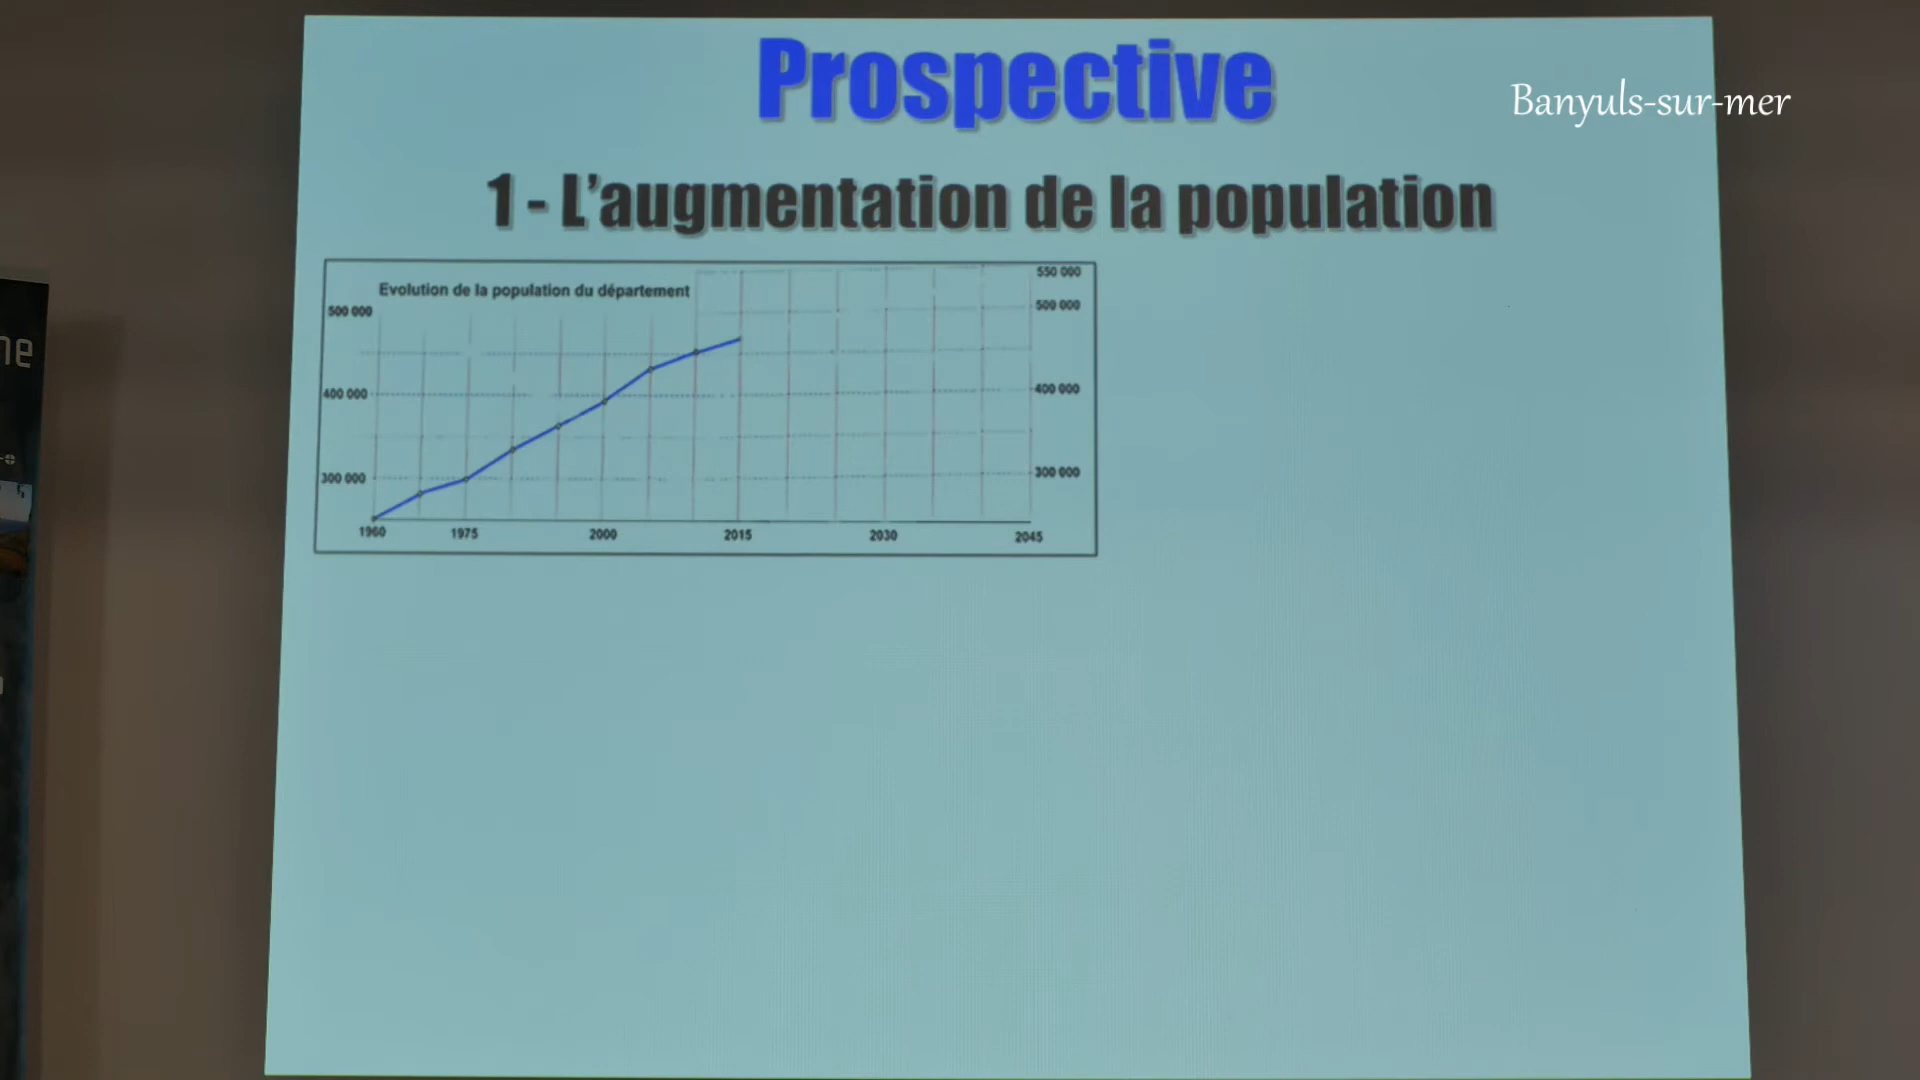 Prospective
Banyuls-sur-mer
1 - L'augmentation de la population
Evolution de la population du département
550 000
500 000
500 000
400 000
400 000
300 000
300 000
1960
1975
2000
2015
2030
2045
ne